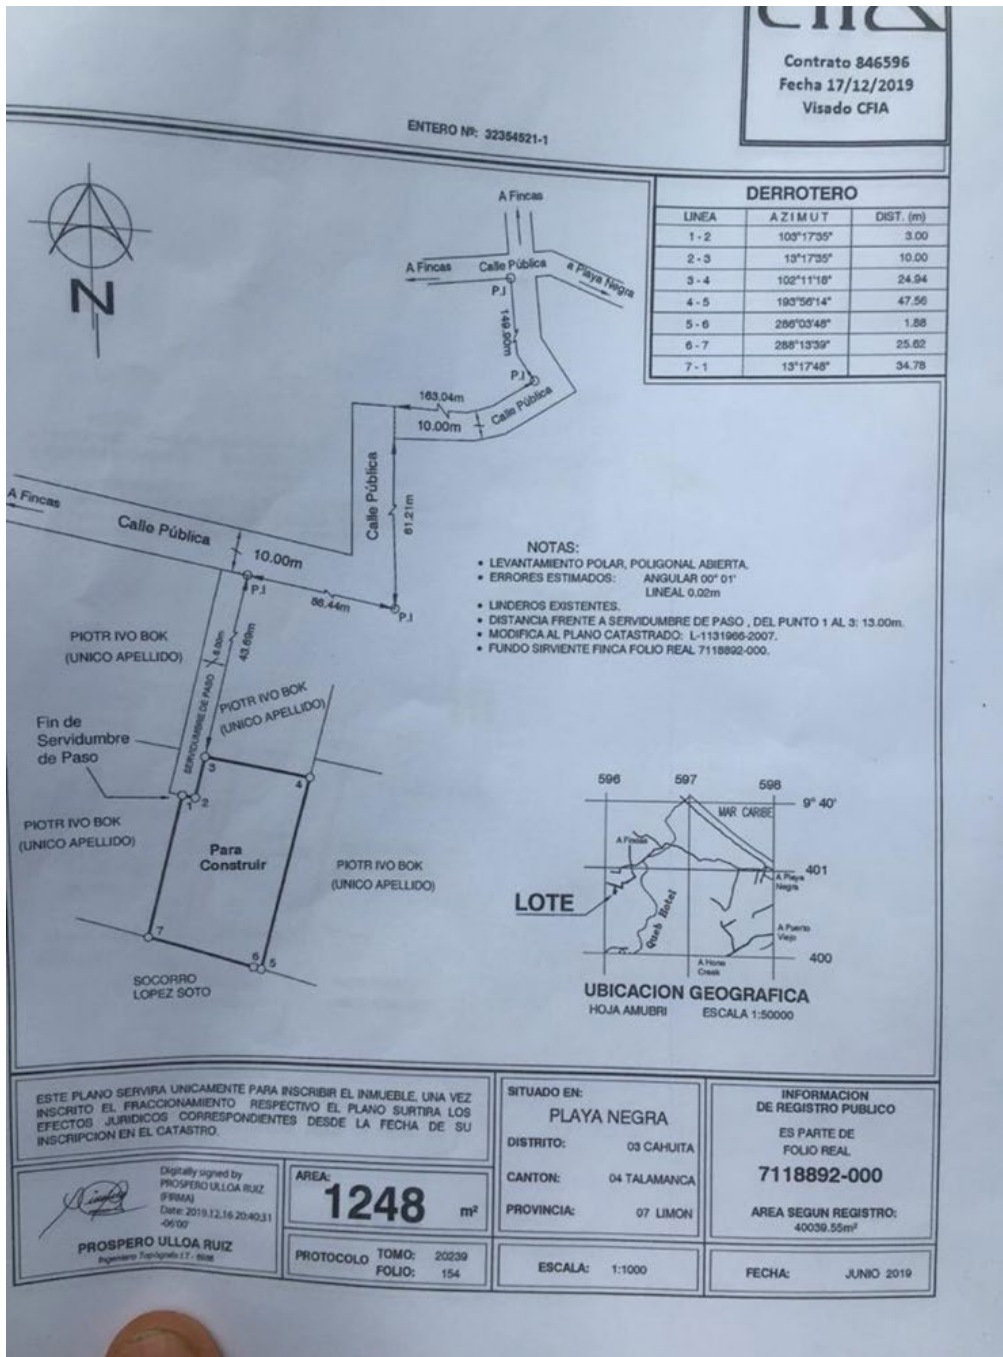 CFIA
Contrato 846596
Fecha 17/12/2019
Visado CFIA
ENTERO Nº: 32354521-1
DERROTERO
LINEA AZIMUT DIST. (m)
1 - 2 103°17'35" 3.00
2 - 3 13°17'35" 10.00
3 - 4 102°11'18" 24.94
4 - 5 193°56'14" 47.56
5 - 6 286°03'48" 1.88
6 - 7 288°13'39" 25.62
7 - 1 13°17'48" 34.78
N
A Fincas
A Fincas
Calle Pública
a Playa Negra
P.I
149.90m
P.I
163.04m
10.00m
Calle Pública
Calle Pública
61.21m
A Fincas
Calle Pública
10.00m
P.I
86.44m
P.I
NOTAS:
• LEVANTAMIENTO POLAR, POLIGONAL ABIERTA.
• ERRORES ESTIMADOS: ANGULAR 00° 01'
LINEAL 0.02m
• LINDEROS EXISTENTES.
• DISTANCIA FRENTE A SERVIDUMBRE DE PASO , DEL PUNTO 1 AL 3: 13.00m.
• MODIFICA AL PLANO CATASTRADO: L-1131966-2007.
• FUNDO SIRVIENTE FINCA FOLIO REAL 7118892-000.
PIOTR IVO BOK
(UNICO APELLIDO)
6.00m
43.69m
SERVIDUMBRE DE PASO
PIOTR IVO BOK
(UNICO APELLIDO)
Fin de
Servidumbre
de Paso
3
4
1
2
PIOTR IVO BOK
(UNICO APELLIDO)
Para
Construir
PIOTR IVO BOK
(UNICO APELLIDO)
7
6
5
SOCORRO
LOPEZ SOTO
596
597
598
9° 40'
MAR CARIBE
A Fincas
401
A Playa
Negra
LOTE
Queb Hotel
A Puerto
Viejo
400
A Hone
Creek
UBICACION GEOGRAFICA
HOJA AMUBRI ESCALA 1:50000
ESTE PLANO SERVIRA UNICAMENTE PARA INSCRIBIR EL INMUEBLE, UNA VEZ
INSCRITO EL FRACCIONAMIENTO RESPECTIVO EL PLANO SURTIRA LOS
EFECTOS JURIDICOS CORRESPONDIENTES DESDE LA FECHA DE SU
INSCRIPCION EN EL CATASTRO.
SITUADO EN:
PLAYA NEGRA
DISTRITO: 03 CAHUITA
CANTON: 04 TALAMANCA
PROVINCIA: 07 LIMON
INFORMACION
DE REGISTRO PUBLICO
ES PARTE DE
FOLIO REAL
7118892-000
AREA SEGUN REGISTRO:
40039.55m²
Digitally signed by
PROSPERO ULLOA RUIZ
(FIRMA)
Date: 2019.12.16 20:40:31
-06'00'
PROSPERO ULLOA RUIZ
Ingeniero Topógrafo I.T -
AREA:
1248 m²
PROTOCOLO TOMO: 20239
FOLIO: 154
ESCALA: 1:1000
FECHA: JUNIO 2019